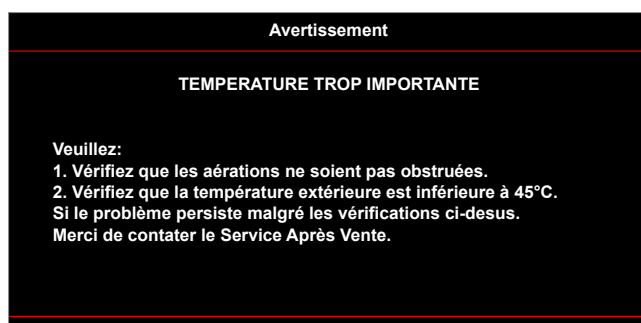 Avertissement
TEMPERATURE TROP IMPORTANTE
Veuillez:
1. Vérifiez que les aérations ne soient pas obstruées.
2. Vérifiez que la température extérieure est inférieure à 45°C.
Si le problème persiste malgré les vérifications ci-desus.
Merci de contater le Service Après Vente.